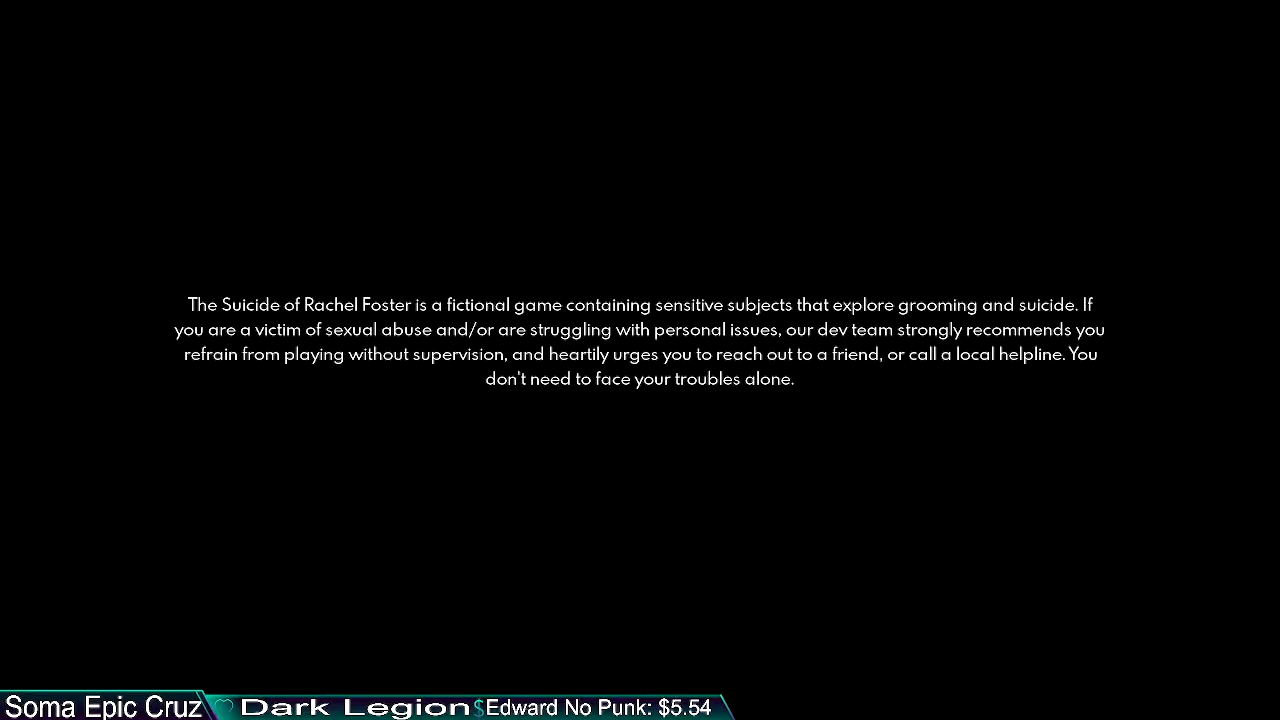 The Suicide of Rachel Foster is a fictional game containing sensitive subjects that explore grooming and suicide. If
you are a victim of sexual abuse and/or are struggling with personal issues, our dev team strongly recommends you
refrain from playing without supervision, and heartily urges you to reach out to a friend, or call a local helpline. You
don't need to face your troubles alone.
Soma Epic Cruz Dark Legion $Edward No Punk: $5.54